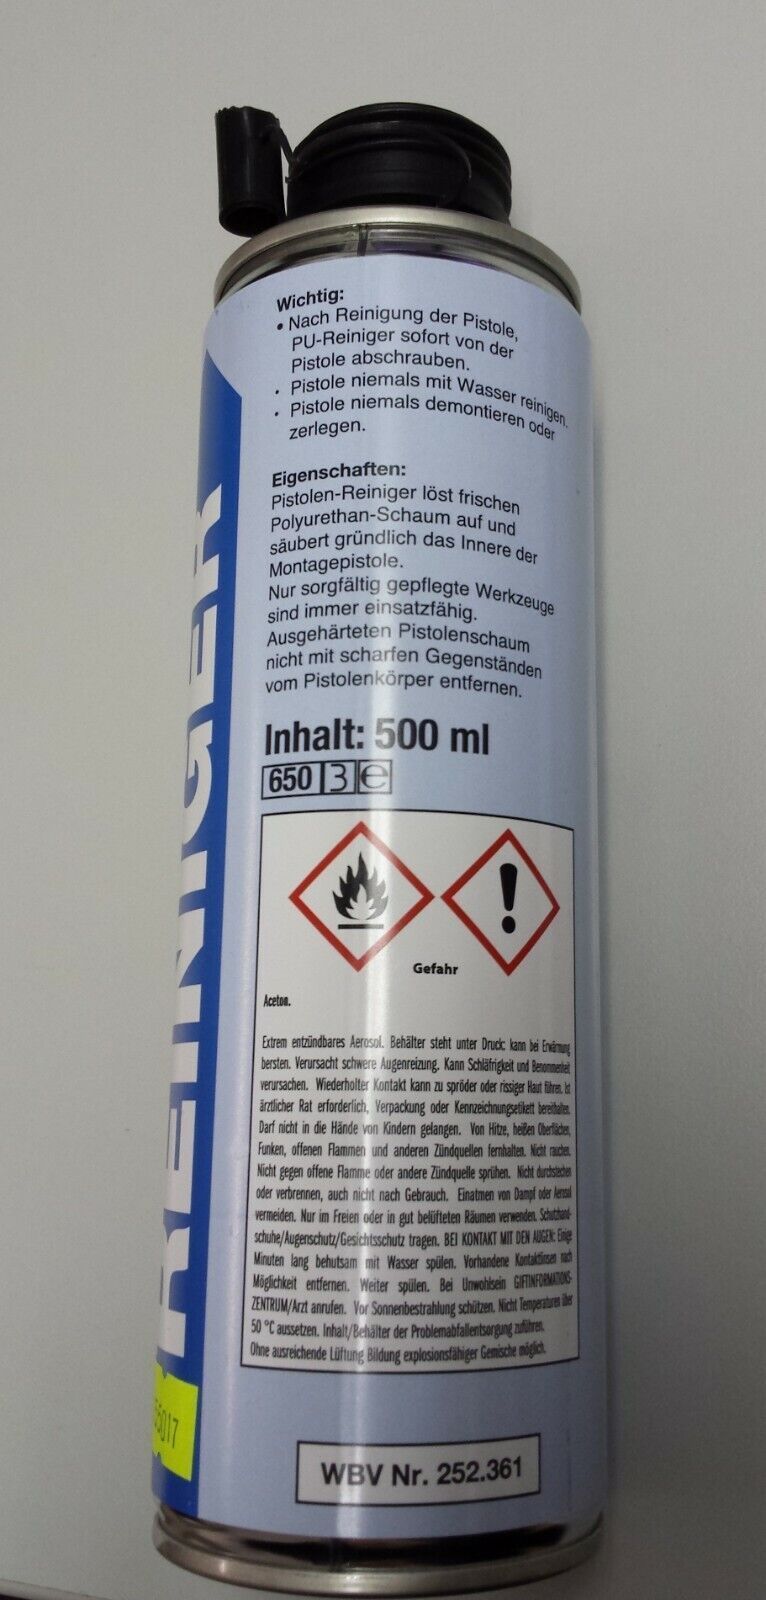 Wichtig:
• Nach Reinigung der Pistole,
PU-Reiniger sofort von der
Pistole abschrauben.
· Pistole niemals mit Wasser reinigen.
· Pistole niemals demontieren oder
zerlegen.
Eigenschaften:
Pistolen-Reiniger löst frischen
Polyurethan-Schaum auf und
säubert gründlich das Innere der
Montagepistole.
Nur sorgfältig gepflegte Werkzeuge
sind immer einsatzfähig.
Ausgehärteten Pistolenschaum
nicht mit scharfen Gegenständen
vom Pistolenkörper entfernen.
Inhalt: 500 ml
650 3 e
Gefahr
Aceton.
Extrem entzündbares Aerosol. Behälter steht unter Druck: kann bei Erwärmung
bersten. Verursacht schwere Augenreizung. Kann Schläfrigkeit und Benommenheit
verursachen. Wiederholter Kontakt kann zu spröder oder rissiger Haut führen. Ist
ärztlicher Rat erforderlich, Verpackung oder Kennzeichnungsetikett bereithalten.
Darf nicht in die Hände von Kindern gelangen. Von Hitze, heißen Oberflächen,
Funken, offenen Flammen und anderen Zündquellen fernhalten. Nicht rauchen.
Nicht gegen offene Flamme oder andere Zündquelle sprühen. Nicht durchstechen
oder verbrennen, auch nicht nach Gebrauch. Einatmen von Dampf oder Aerosol
vermeiden. Nur im Freien oder in gut belüfteten Räumen verwenden. Schutzhand-
schuhe/Augenschutz/Gesichtsschutz tragen. BEI KONTAKT MIT DEN AUGEN: Einige
Minuten lang behutsam mit Wasser spülen. Vorhandene Kontaktlinsen nach
Möglichkeit entfernen. Weiter spülen. Bei Unwohlsein GIFTINFORMATIONS-
ZENTRUM/Arzt anrufen. Vor Sonnenbestrahlung schützen. Nicht Temperaturen über
50 °C aussetzen. Inhalt/Behälter der Problemabfallentsorgung zuführen.
Ohne ausreichende Lüftung Bildung explosionsfähiger Gemische möglich.
WBV Nr. 252.361
REINIGER
55017